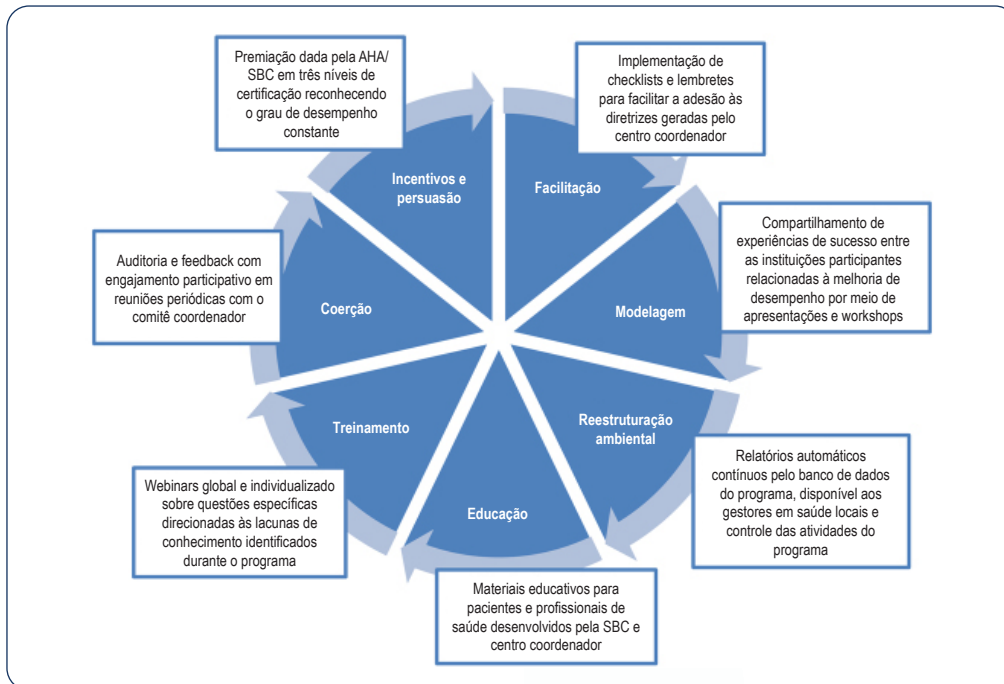 Premiação dada pela AHA/
SBC em três níveis de
certificação reconhecendo
o grau de desempenho
constante
Implementação de
checklists e lembretes
para facilitar a adesão às
diretrizes geradas pelo
centro coordenador
Incentivos e
persuasão
Facilitação
Auditoria e feedback com
engajamento participativo em
reuniões periódicas com o
comitê coordenador
Coerção
Modelagem
Compartilhamento de
experiências de sucesso entre
as instituições participantes
relacionadas à melhoria de
desempenho por meio de
apresentações e workshops
Treinamento
Reestruturação
ambiental
Webinars global e individualizado
sobre questões específicas
direcionadas às lacunas de
conhecimento identificados
durante o programa
Educação
Relatórios automáticos
contínuos pelo banco de dados
do programa, disponível aos
gestores em saúde locais e
controle das atividades do
programa
Materiais educativos para
pacientes e profissionais de
saúde desenvolvidos pela SBC e
centro coordenador